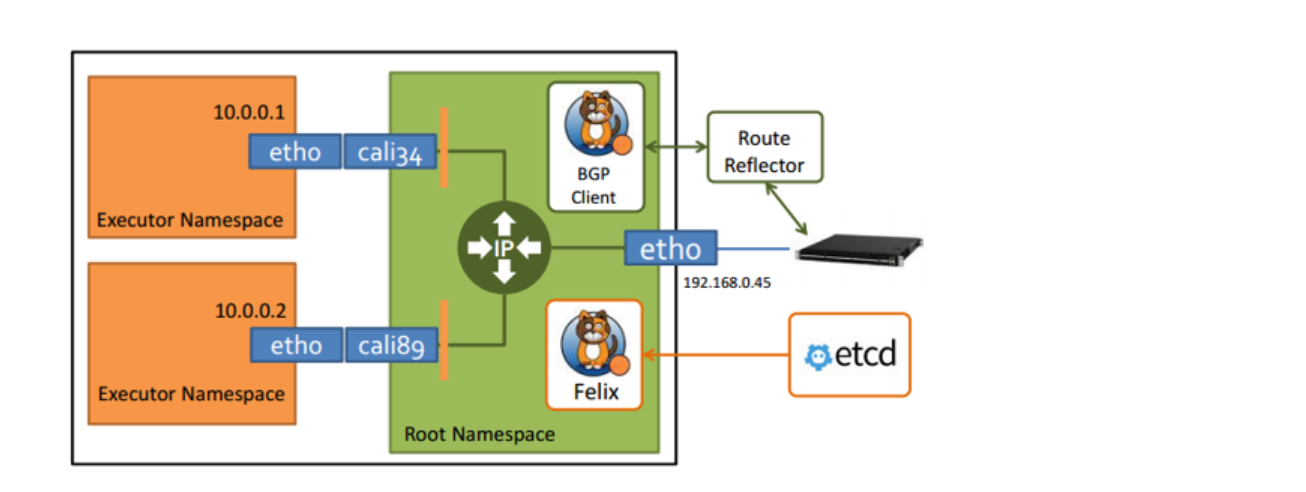 10.0.0.1
etho
cali34
Executor Namespace
10.0.0.2
etho
cali89
Executor Namespace
IP
BGP
Client
Felix
Root Namespace
etho
192.168.0.45
Route
Reflector
etcd